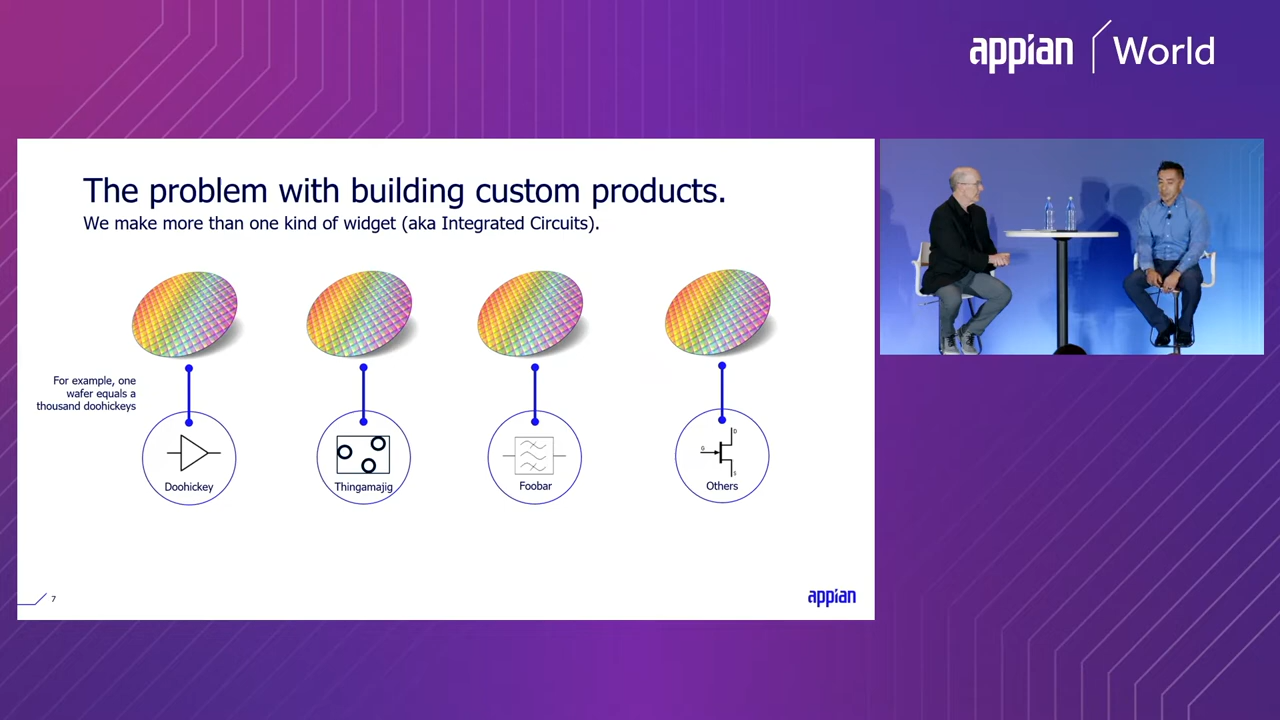 appian World
The problem with building custom products.
We make more than one kind of widget (aka Integrated Circuits).
For example, one
wafer equals a
thousand doohickeys
Doohickey
Thingamajig
Foobar
D
G
S
Others
7
appian